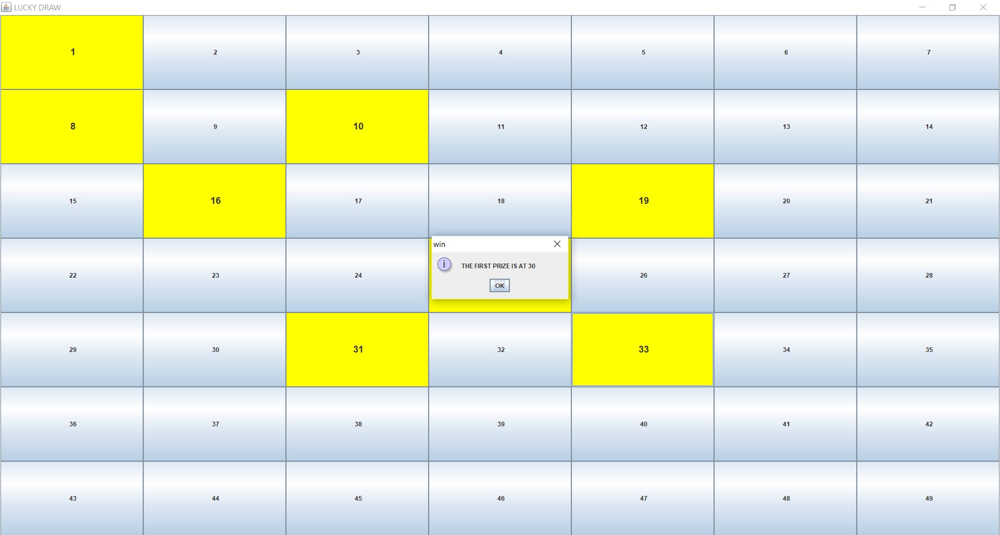 LUCKY DRAW
1 2 3 4 5 6 7
8 9 10 11 12 13 14
15 16 17 18 19 20 21
22 23 24 26 27 28
win
THE FIRST PRIZE IS AT 30
OK
29 30 31 32 33 34 35
36 37 38 39 40 41 42
43 44 45 46 47 48 49